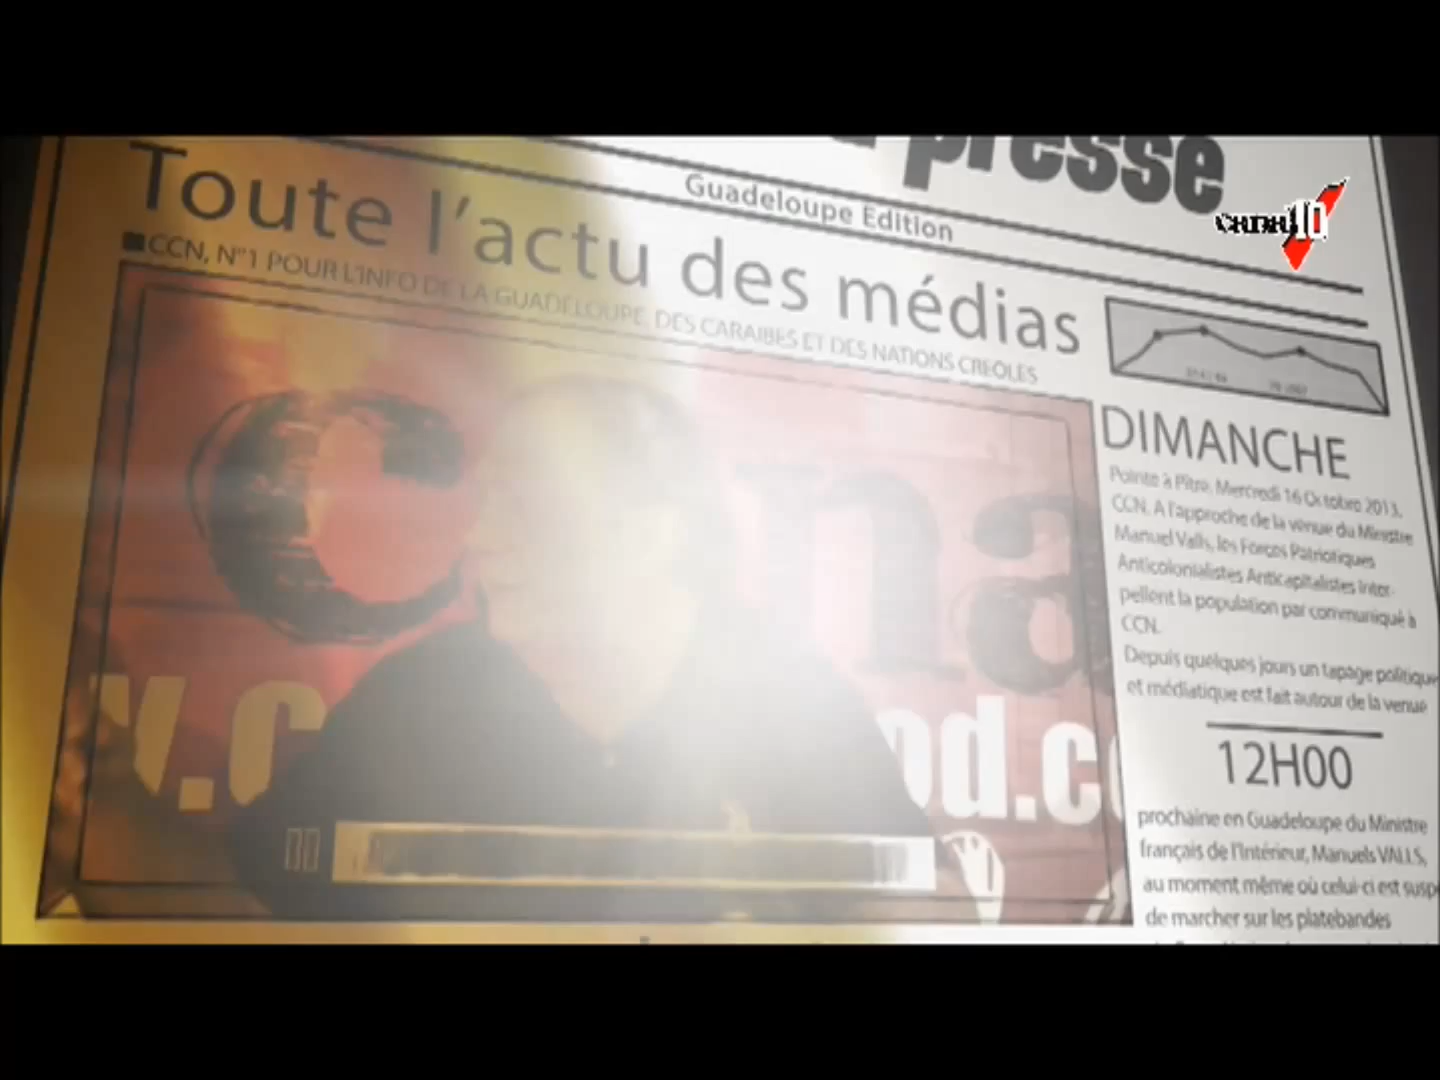 presse
Guadeloupe Edition
CANAL 10
Toute l'actu des médias
CCN, N°1 POUR L'INFO DE LA GUADELOUPE, DES CARAIBES ET DES NATIONS CREOLES
DIMANCHE
Pointe à Pitre, Mercredi 16 Octobre 2013.
CCN. A l'approche de la venue du Ministre
Manuel Valls, les Forces Patriotiques
Anticolonialistes Anticapitalistes inter-
pellent la population par communiqué à
CCN.
Depuis quelques jours un tapage politique
et médiatique est fait autour de la venue
12H00
prochaine en Guadeloupe du Ministre
français de l'Intérieur, Manuels VALLS,
au moment même où celui-ci est susp
de marcher sur les platebandes